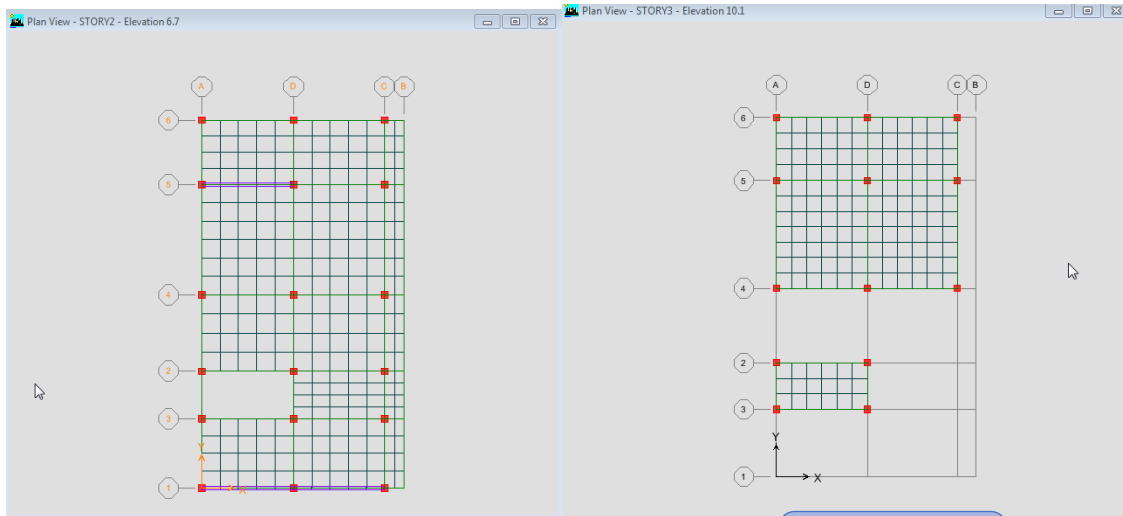 Plan View - STORY2 - Elevation 6.7
A D C B
6
5
4
2
3
Y
X
1
Plan View - STORY3 - Elevation 10.1
A D C B
6
5
4
2
3
Y
X
1